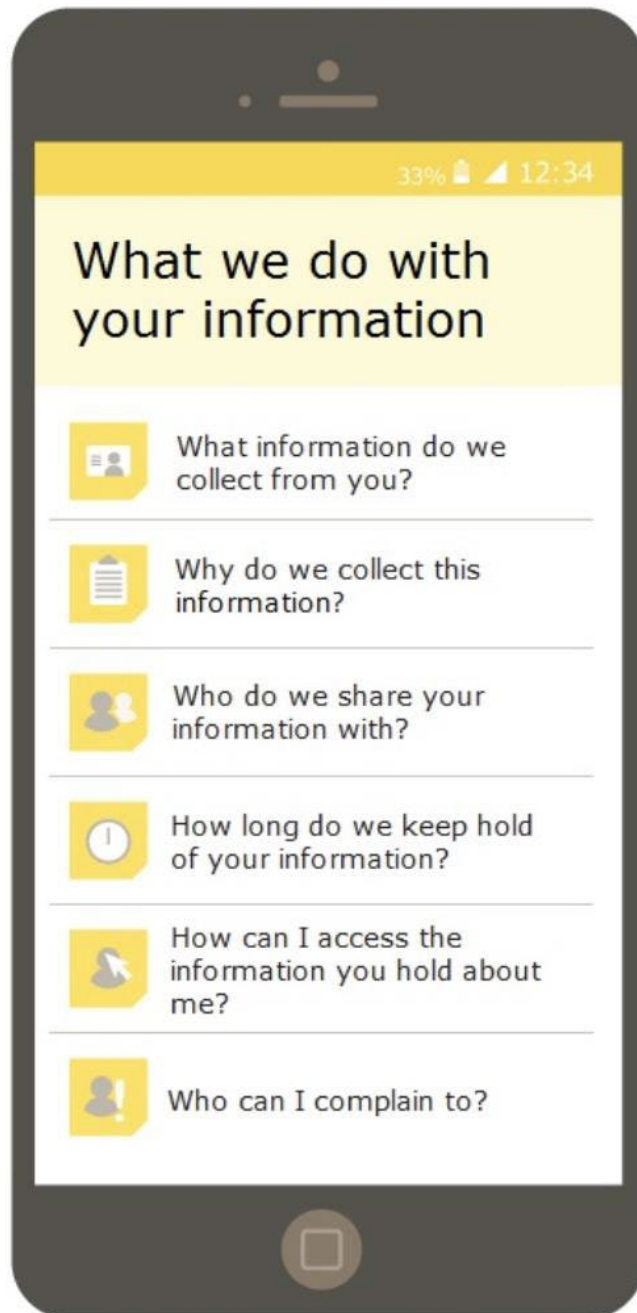 33% 12:34
What we do with
your information
What information do we
collect from you?
Why do we collect this
information?
Who do we share your
information with?
How long do we keep hold
of your information?
How can I access the
information you hold about
me?
Who can I complain to?